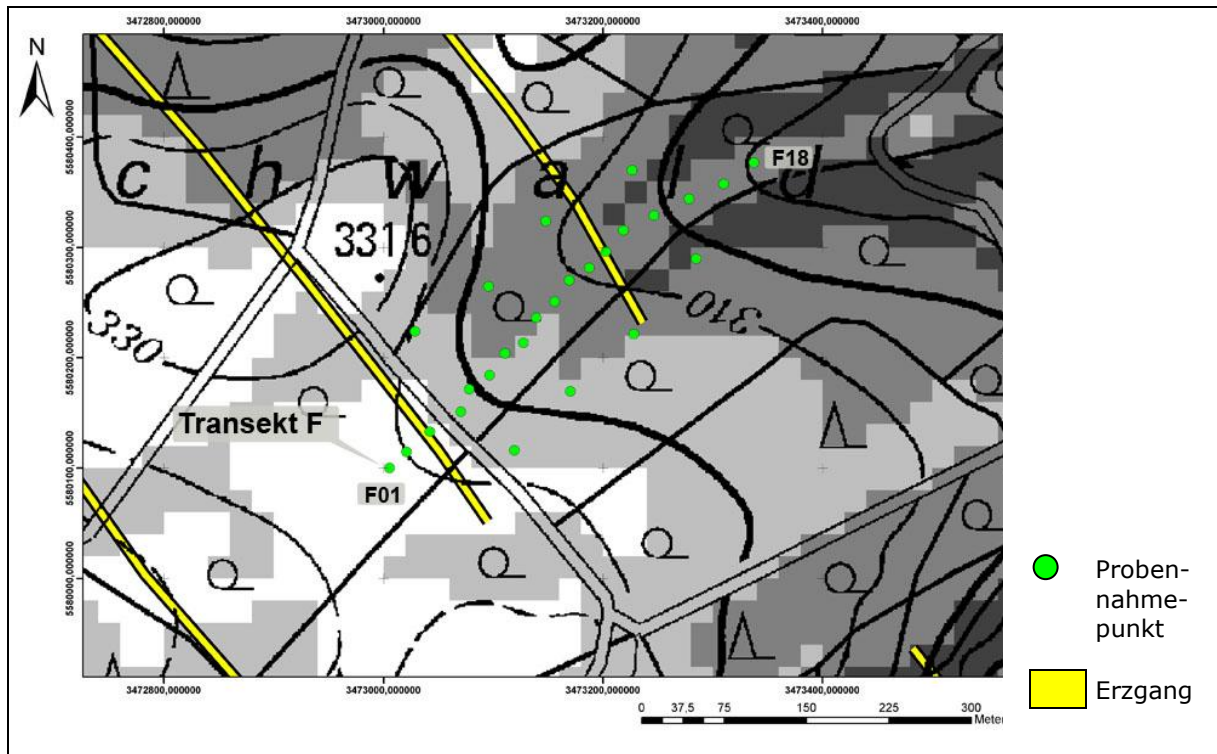 3472800,000000 3473000,000000 3473200,000000 3473400,000000
N
5580400,000000
5580300,000000
5580200,000000
5580100,000000
5580000,000000
c h w a l d
F18
331,6
330
310
Transekt F
F01
Proben-
nahme-
punkt
Erzgang
3472800,000000 3473000,000000 3473200,000000 3473400,000000
0 37,5 75 150 225 300
Meter